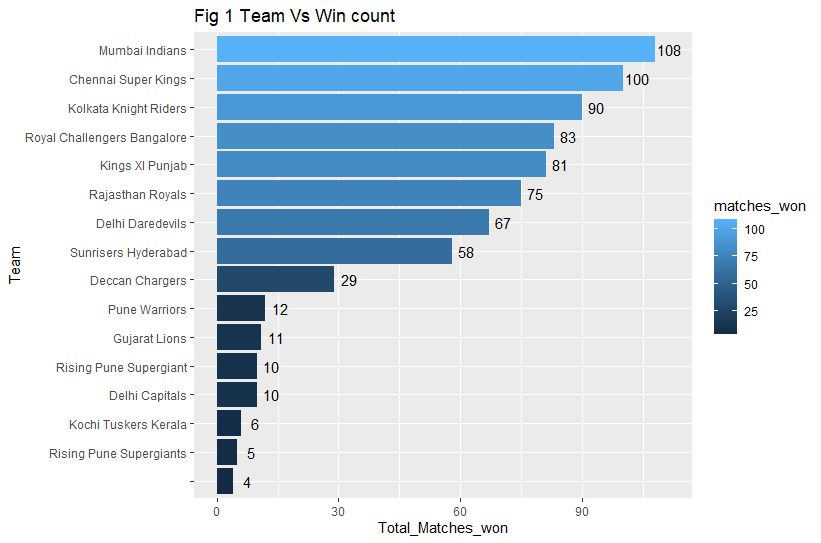 Fig 1 Team Vs Win count
Team
Mumbai Indians 108
Chennai Super Kings 100
Kolkata Knight Riders 90
Royal Challengers Bangalore 83
Kings XI Punjab 81
Rajasthan Royals 75
Delhi Daredevils 67
Sunrisers Hyderabad 58
Deccan Chargers 29
Pune Warriors 12
Gujarat Lions 11
Rising Pune Supergiant 10
Delhi Capitals 10
Kochi Tuskers Kerala 6
Rising Pune Supergiants 5
4
0 30 60 90
Total_Matches_won
matches_won
100
75
50
25